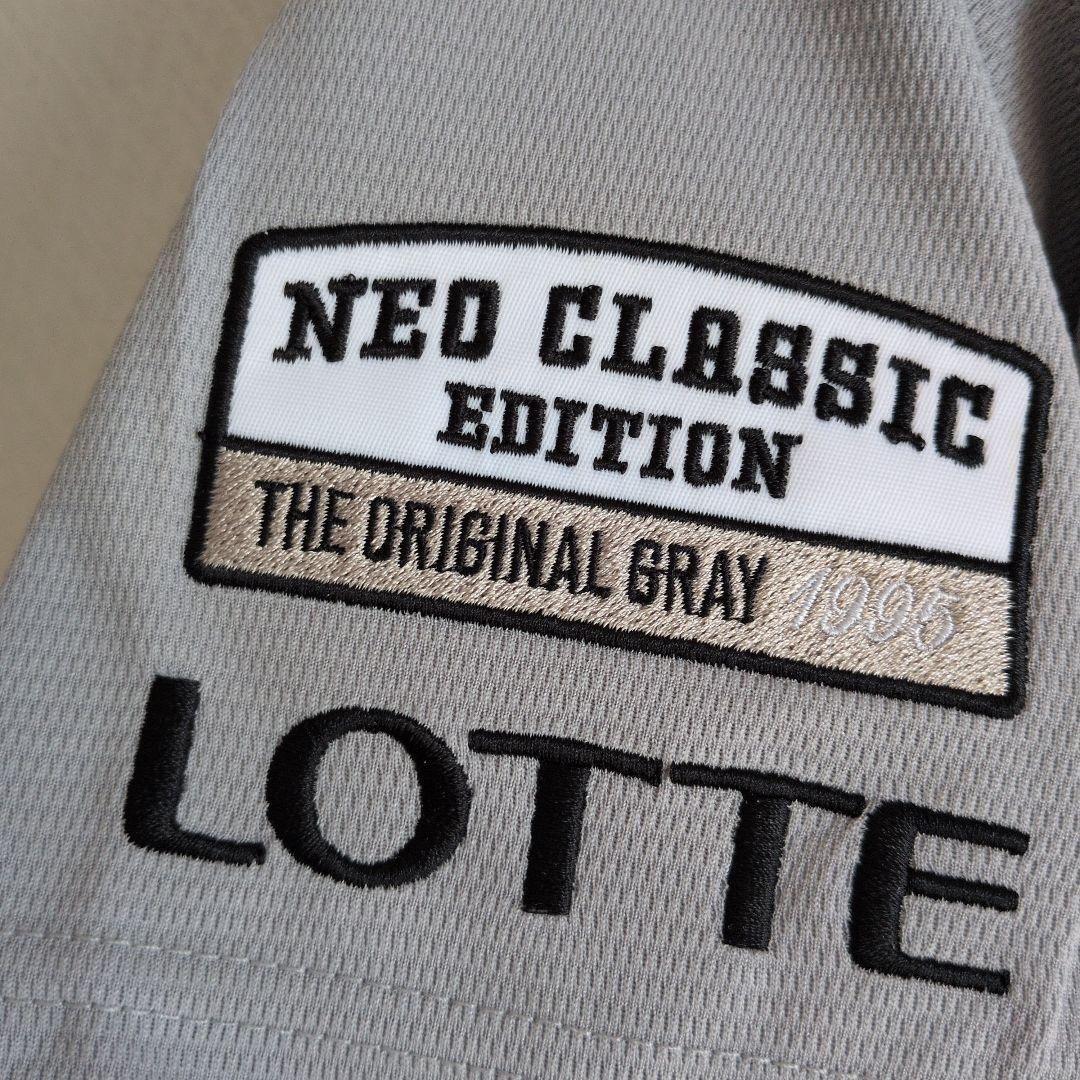 NEO CLASSIC
EDITION
THE ORIGINAL GRAY 1995
LOTTE